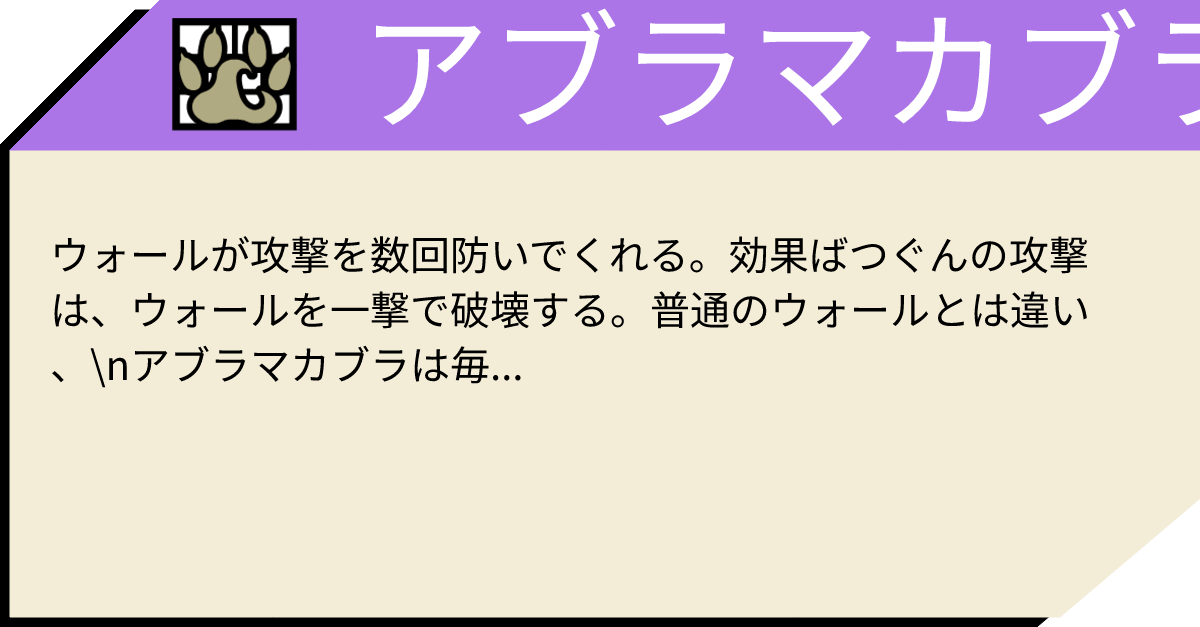 アブラマカブラ
ウォールが攻撃を数回防いでくれる。効果ばつぐんの攻撃
は、ウォールを一撃で破壊する。普通のウォールとは違い
、\nアブラマカブラは毎...